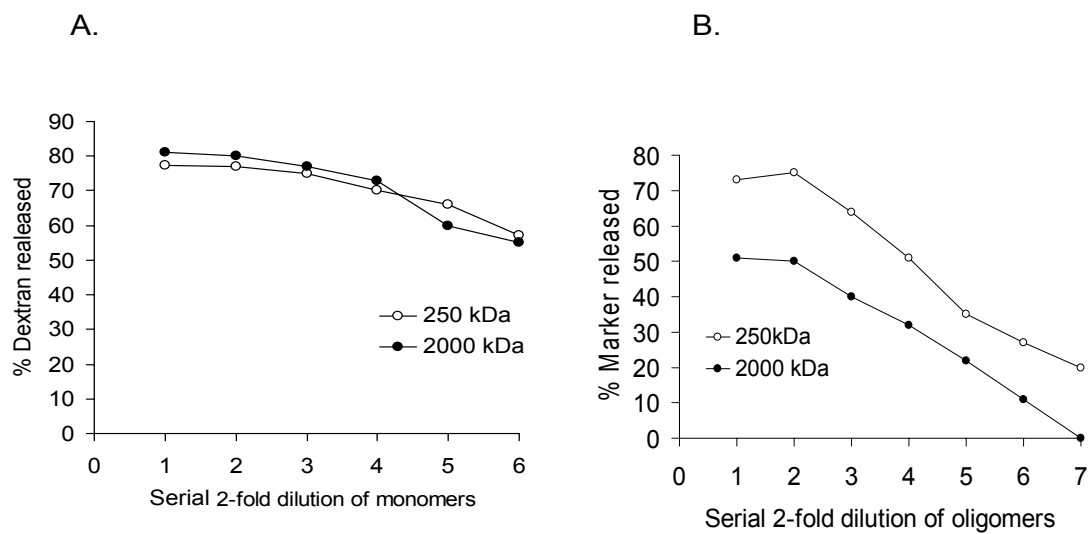 A.
B.
% Dextran realeased
90
80
70
60
50
40
30
20
10
0
0 1 2 3 4 5 6
250 kDa
2000 kDa
Serial 2-fold dilution of monomers
% Marker released
80
70
60
50
40
30
20
10
0
0 1 2 3 4 5 6 7
250kDa
2000 kDa
Serial 2-fold dilution of oligomers